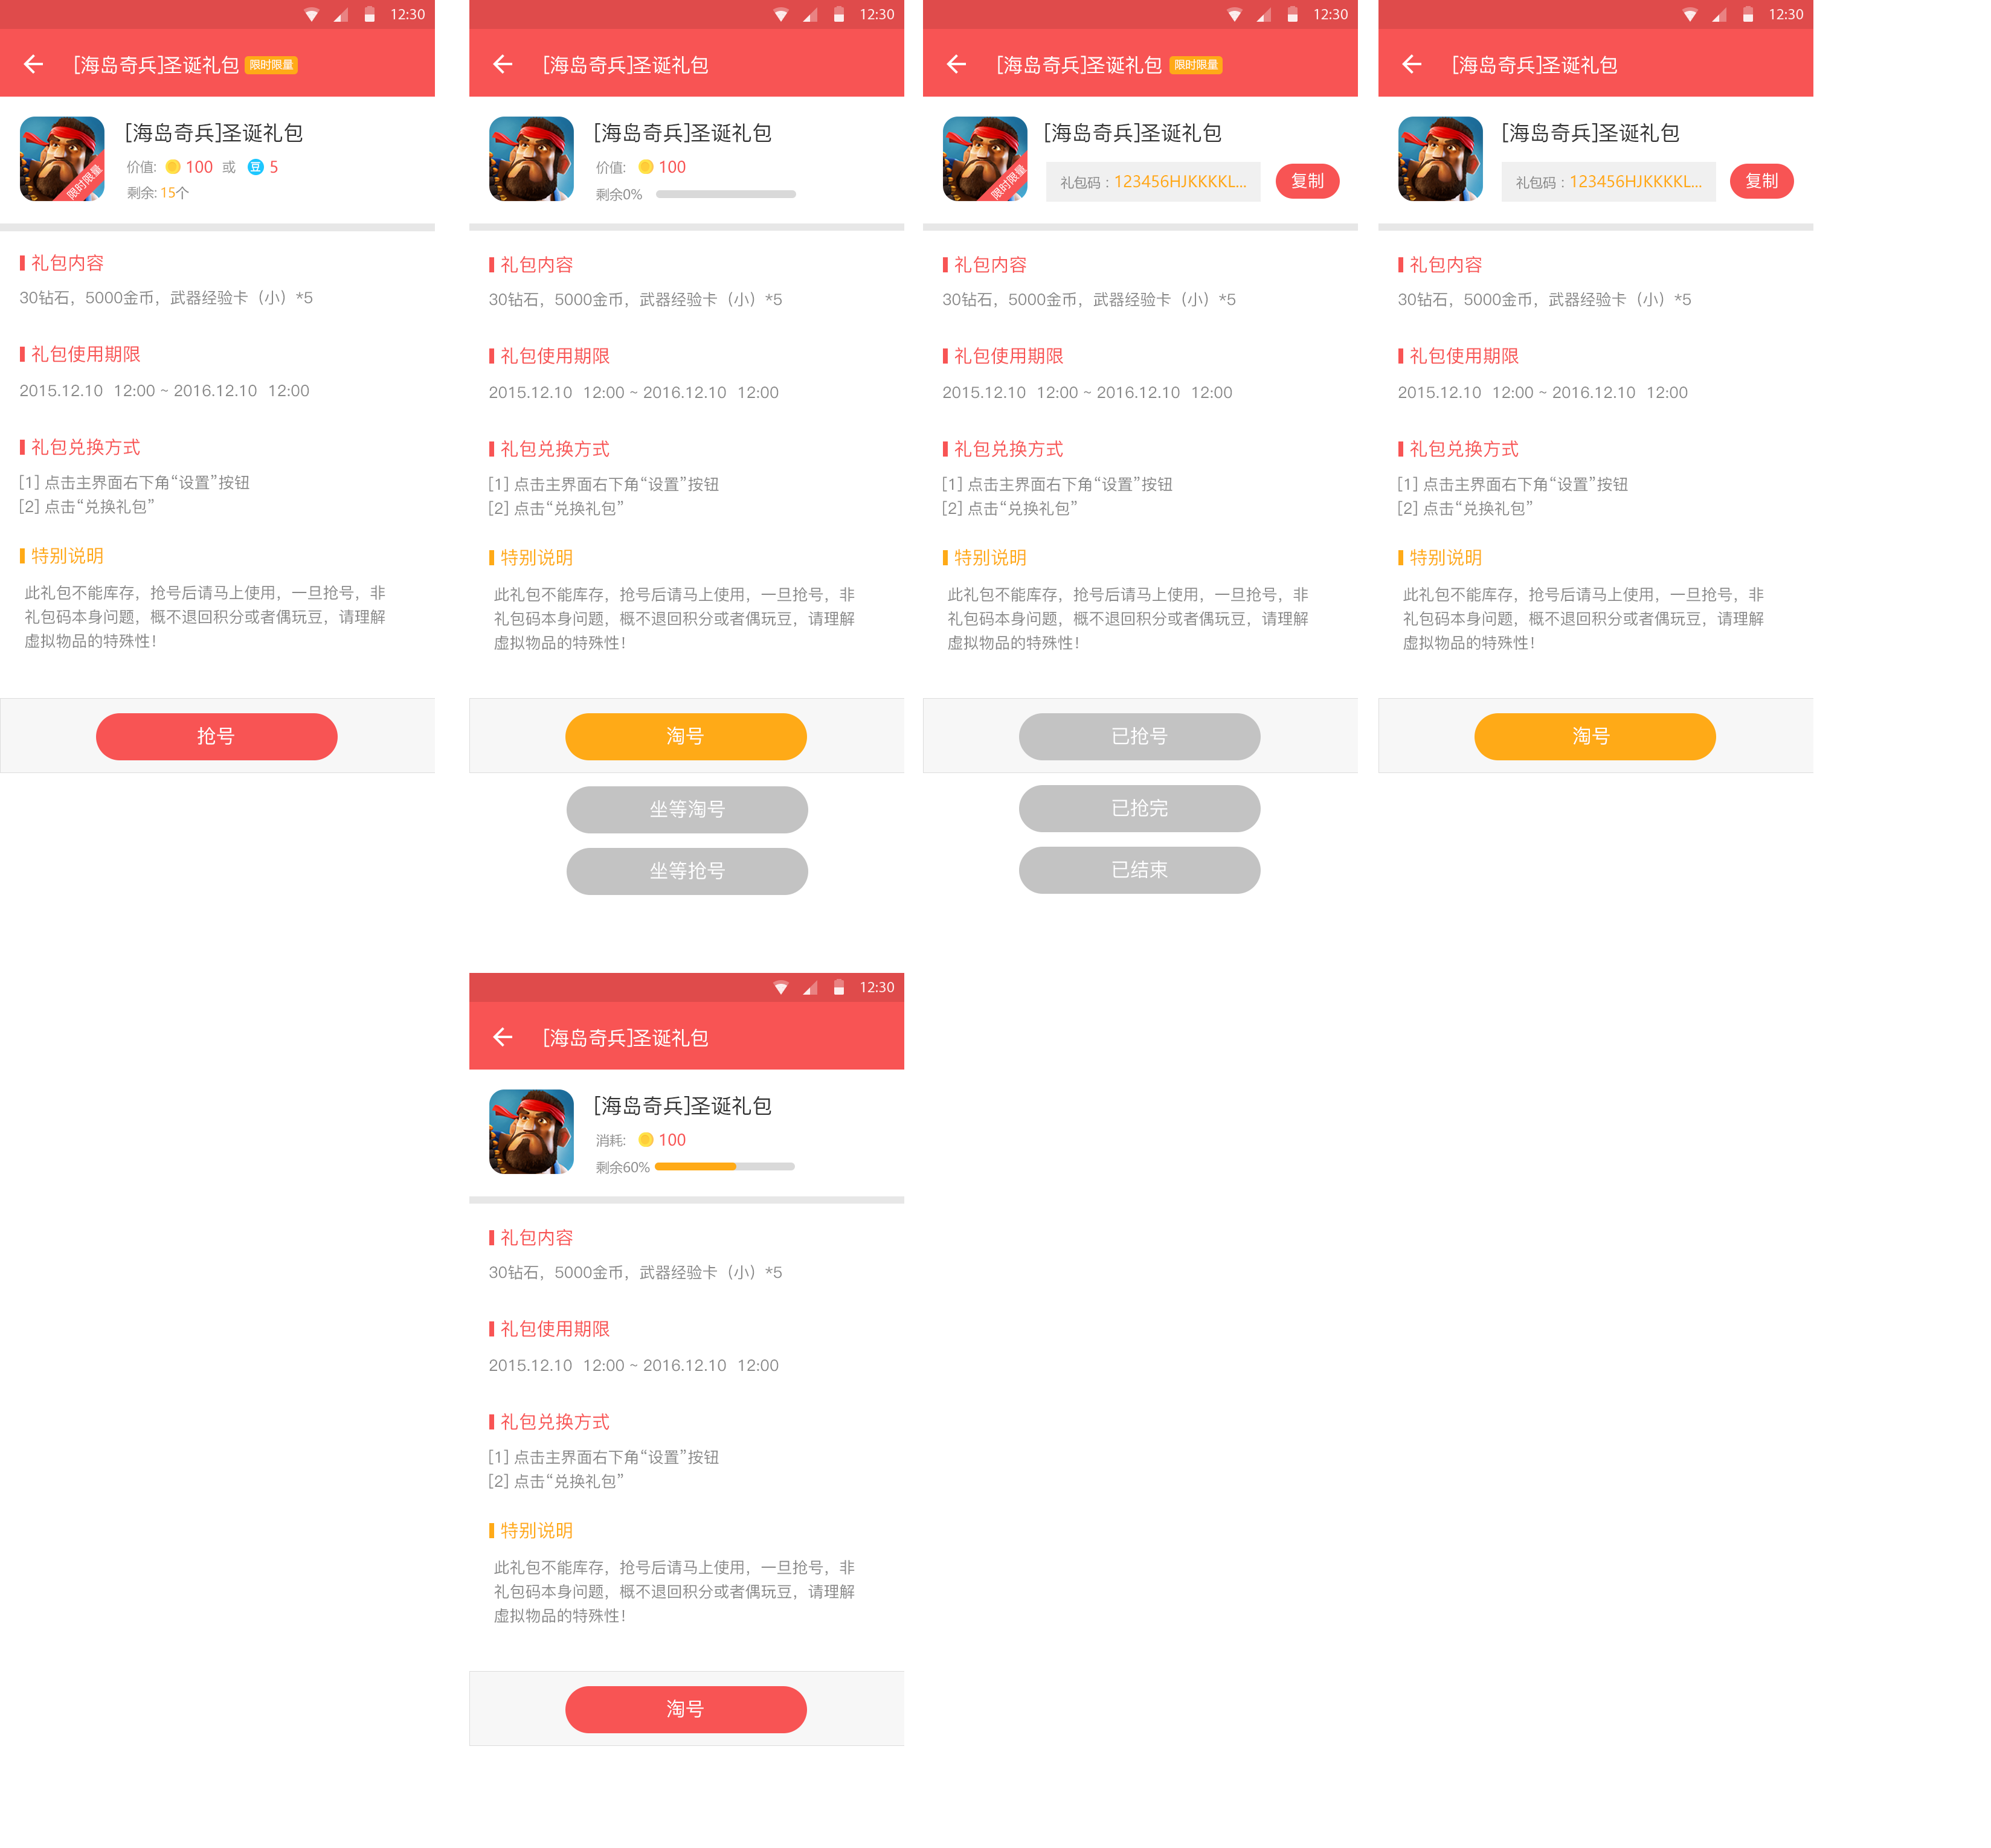 12:30
[海岛奇兵]圣诞礼包 限时限量
[海岛奇兵]圣诞礼包
价值: 100 或 豆 5
剩余: 15个
限时限量
礼包内容
30钻石，5000金币，武器经验卡（小）*5
礼包使用期限
2015.12.10 12:00 ~ 2016.12.10 12:00
礼包兑换方式
[1] 点击主界面右下角“设置”按钮
[2] 点击“兑换礼包”
特别说明
此礼包不能库存，抢号后请马上使用，一旦抢号，非
礼包码本身问题，概不退回积分或者偶玩豆，请理解
虚拟物品的特殊性！
抢号
12:30
[海岛奇兵]圣诞礼包
[海岛奇兵]圣诞礼包
价值: 100
剩余0%
礼包内容
30钻石，5000金币，武器经验卡（小）*5
礼包使用期限
2015.12.10 12:00 ~ 2016.12.10 12:00
礼包兑换方式
[1] 点击主界面右下角“设置”按钮
[2] 点击“兑换礼包”
特别说明
此礼包不能库存，抢号后请马上使用，一旦抢号，非
礼包码本身问题，概不退回积分或者偶玩豆，请理解
虚拟物品的特殊性！
淘号
坐等淘号
坐等抢号
12:30
[海岛奇兵]圣诞礼包 限时限量
[海岛奇兵]圣诞礼包
限时限量
礼包码：123456HJKKKKL... 复制
礼包内容
30钻石，5000金币，武器经验卡（小）*5
礼包使用期限
2015.12.10 12:00 ~ 2016.12.10 12:00
礼包兑换方式
[1] 点击主界面右下角“设置”按钮
[2] 点击“兑换礼包”
特别说明
此礼包不能库存，抢号后请马上使用，一旦抢号，非
礼包码本身问题，概不退回积分或者偶玩豆，请理解
虚拟物品的特殊性！
已抢号
已抢完
已结束
12:30
[海岛奇兵]圣诞礼包
[海岛奇兵]圣诞礼包
礼包码：123456HJKKKKL... 复制
礼包内容
30钻石，5000金币，武器经验卡（小）*5
礼包使用期限
2015.12.10 12:00 ~ 2016.12.10 12:00
礼包兑换方式
[1] 点击主界面右下角“设置”按钮
[2] 点击“兑换礼包”
特别说明
此礼包不能库存，抢号后请马上使用，一旦抢号，非
礼包码本身问题，概不退回积分或者偶玩豆，请理解
虚拟物品的特殊性！
淘号
12:30
[海岛奇兵]圣诞礼包
[海岛奇兵]圣诞礼包
消耗: 100
剩余60%
礼包内容
30钻石，5000金币，武器经验卡（小）*5
礼包使用期限
2015.12.10 12:00 ~ 2016.12.10 12:00
礼包兑换方式
[1] 点击主界面右下角“设置”按钮
[2] 点击“兑换礼包”
特别说明
此礼包不能库存，抢号后请马上使用，一旦抢号，非
礼包码本身问题，概不退回积分或者偶玩豆，请理解
虚拟物品的特殊性！
淘号